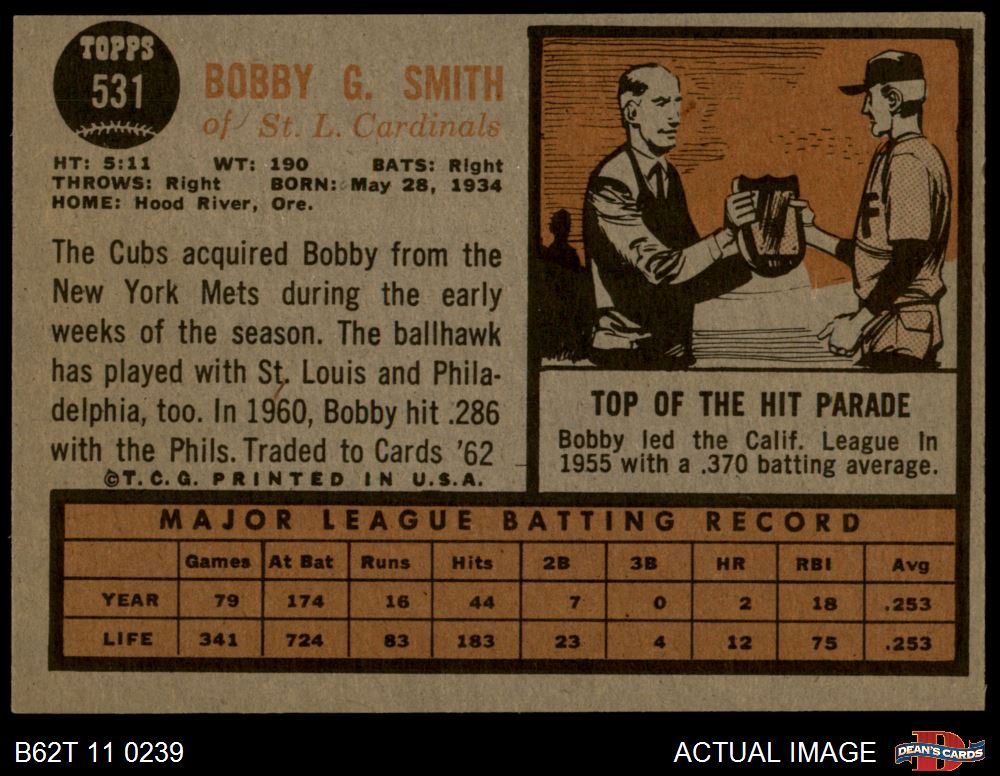 TOPPS
531
BOBBY G. SMITH
of St. L. Cardinals
HT: 5:11 WT: 190 BATS: Right
THROWS: Right BORN: May 28, 1934
HOME: Hood River, Ore.
The Cubs acquired Bobby from the
New York Mets during the early
weeks of the season. The ballhawk
has played with St. Louis and Phila-
delphia, too. In 1960, Bobby hit .286
with the Phils. Traded to Cards '62
©T.C.G. PRINTED IN U.S.A.
F
TOP OF THE HIT PARADE
Bobby led the Calif. League in
1955 with a .370 batting average.
MAJOR LEAGUE BATTING RECORD
Games At Bat Runs Hits 2B 3B HR RBI Avg
YEAR 79 174 16 44 7 0 2 18 .253
LIFE 341 724 83 183 23 4 12 75 .253
B62T 11 0239
ACTUAL IMAGE
D
DEAN'S CARDS